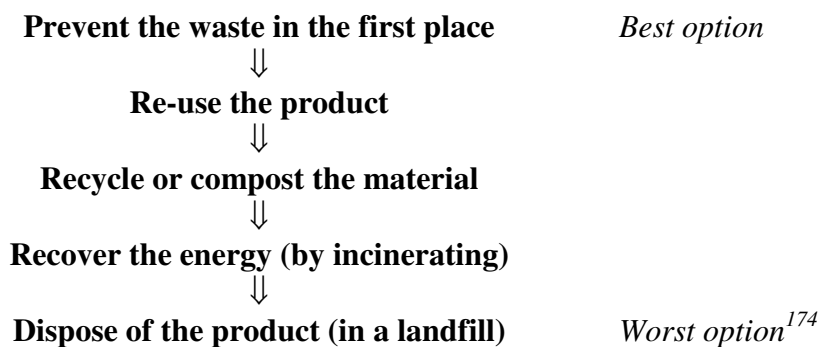 Prevent the waste in the first place Best option
⇓
Re-use the product
⇓
Recycle or compost the material
⇓
Recover the energy (by incinerating)
⇓
Dispose of the product (in a landfill) Worst option174